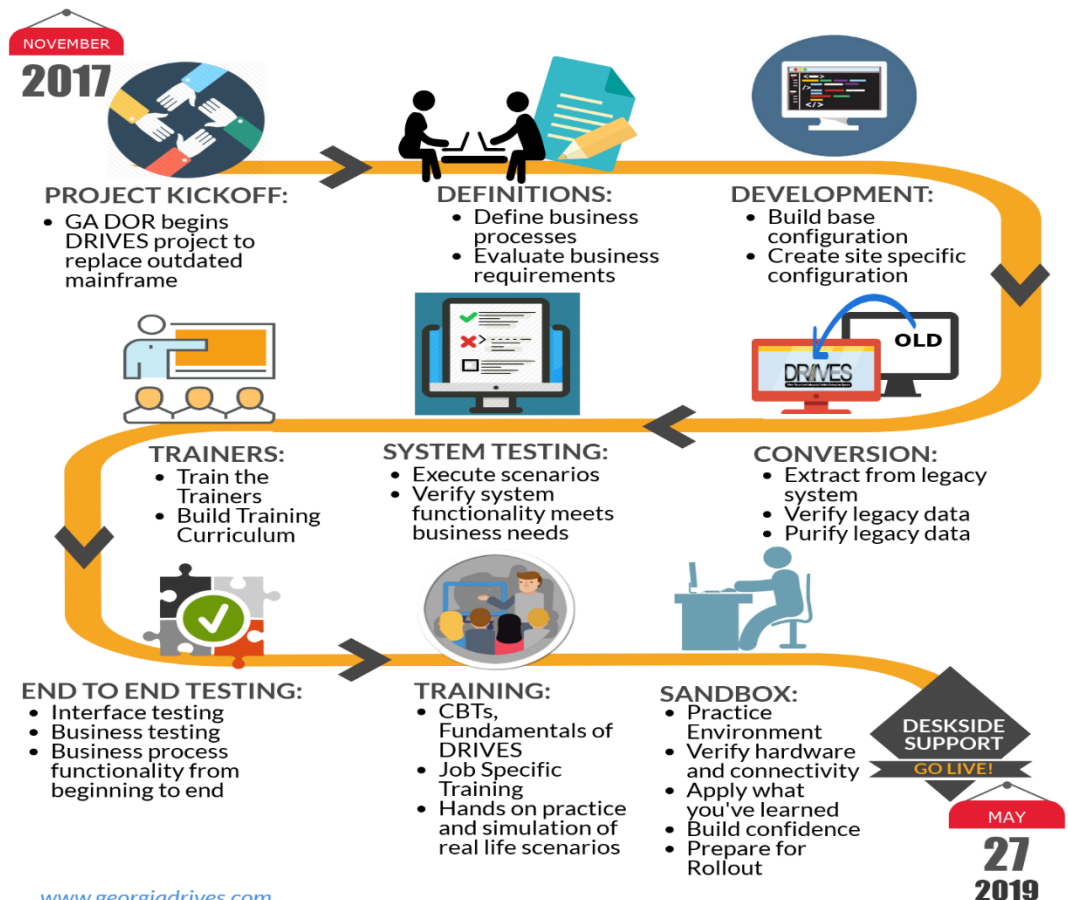 NOVEMBER
2017
PROJECT KICKOFF:
• GA DOR begins
DRIVES project to
replace outdated
mainframe
DEFINITIONS:
• Define business
processes
• Evaluate business
requirements
DEVELOPMENT:
• Build base
configuration
• Create site specific
configuration
OLD
DRIVES
CONVERSION:
• Extract from legacy
system
• Verify legacy data
• Purify legacy data
SYSTEM TESTING:
• Execute scenarios
• Verify system
functionality meets
business needs
TRAINERS:
• Train the
Trainers
• Build Training
Curriculum
END TO END TESTING:
• Interface testing
• Business testing
• Business process
functionality from
beginning to end
TRAINING:
• CBTs,
Fundamentals of
DRIVES
• Job Specific
Training
• Hands on practice
and simulation of
real life scenarios
SANDBOX:
• Practice
Environment
• Verify hardware
and connectivity
• Apply what
you've learned
• Build confidence
• Prepare for
Rollout
DESKSIDE
SUPPORT
GO LIVE!
MAY
27
2019
www.georgiadrives.com